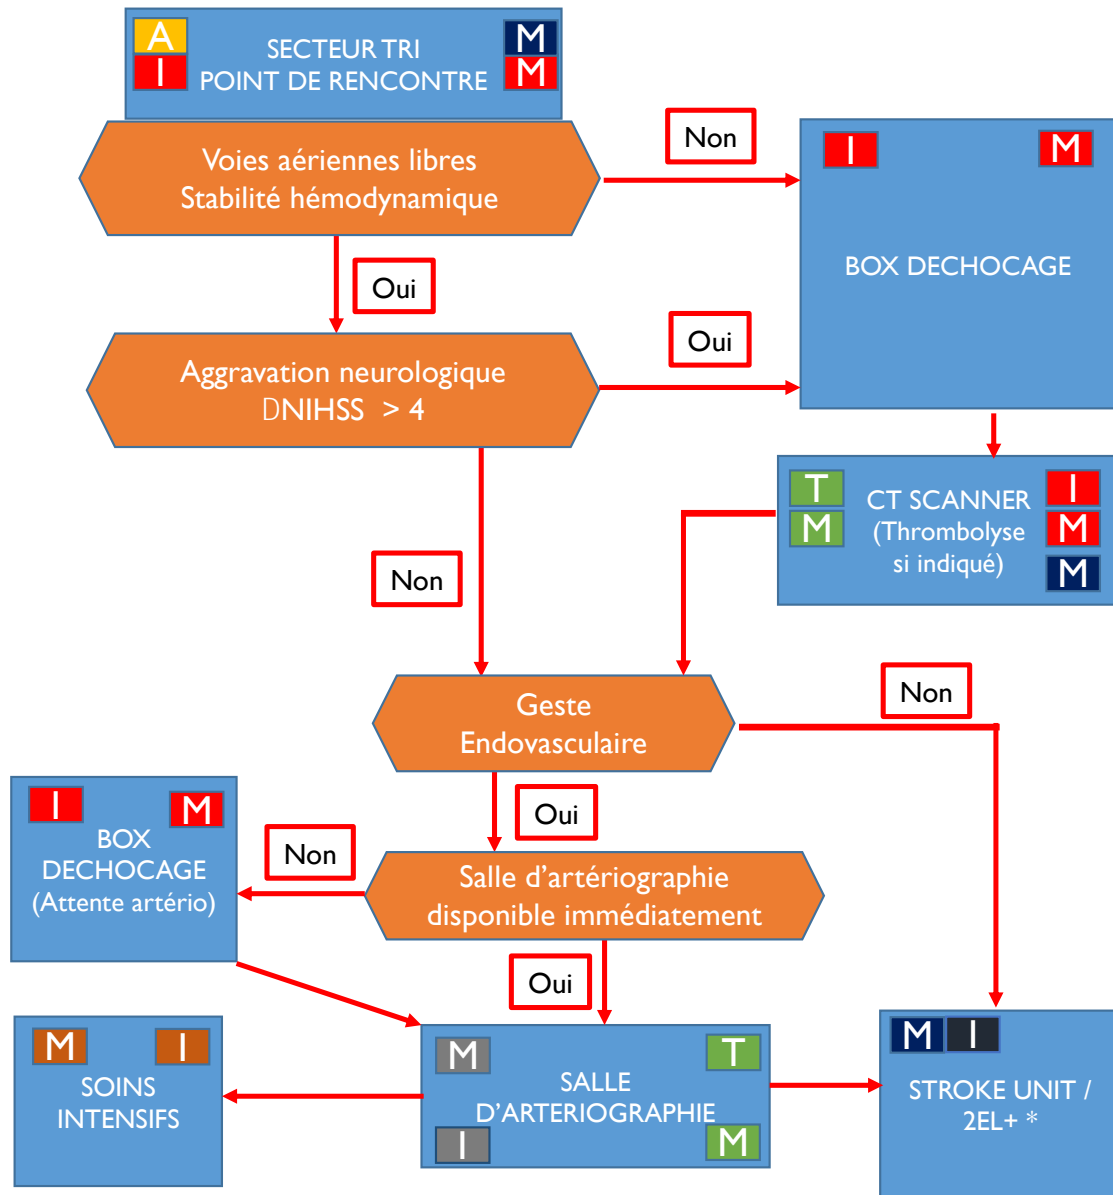 A
I
SECTEUR TRI
POINT DE RENCONTRE
M
M
Voies aériennes libres
Stabilité hémodynamique
Non
I
M
BOX DECHOCAGE
Oui
Aggravation neurologique
DNIHSS > 4
Oui
T
M
CT SCANNER
(Thrombolyse
si indiqué)
I
M
M
Non
Geste
Endovasculaire
Non
Oui
I
M
BOX
DECHOCAGE
(Attente artério)
Non
Salle d'artériographie
disponible immédiatement
Oui
M
I
SOINS
INTENSIFS
M
T
SALLE
D'ARTERIOGRAPHIE
I
M
M
I
STROKE UNIT /
2EL+ *